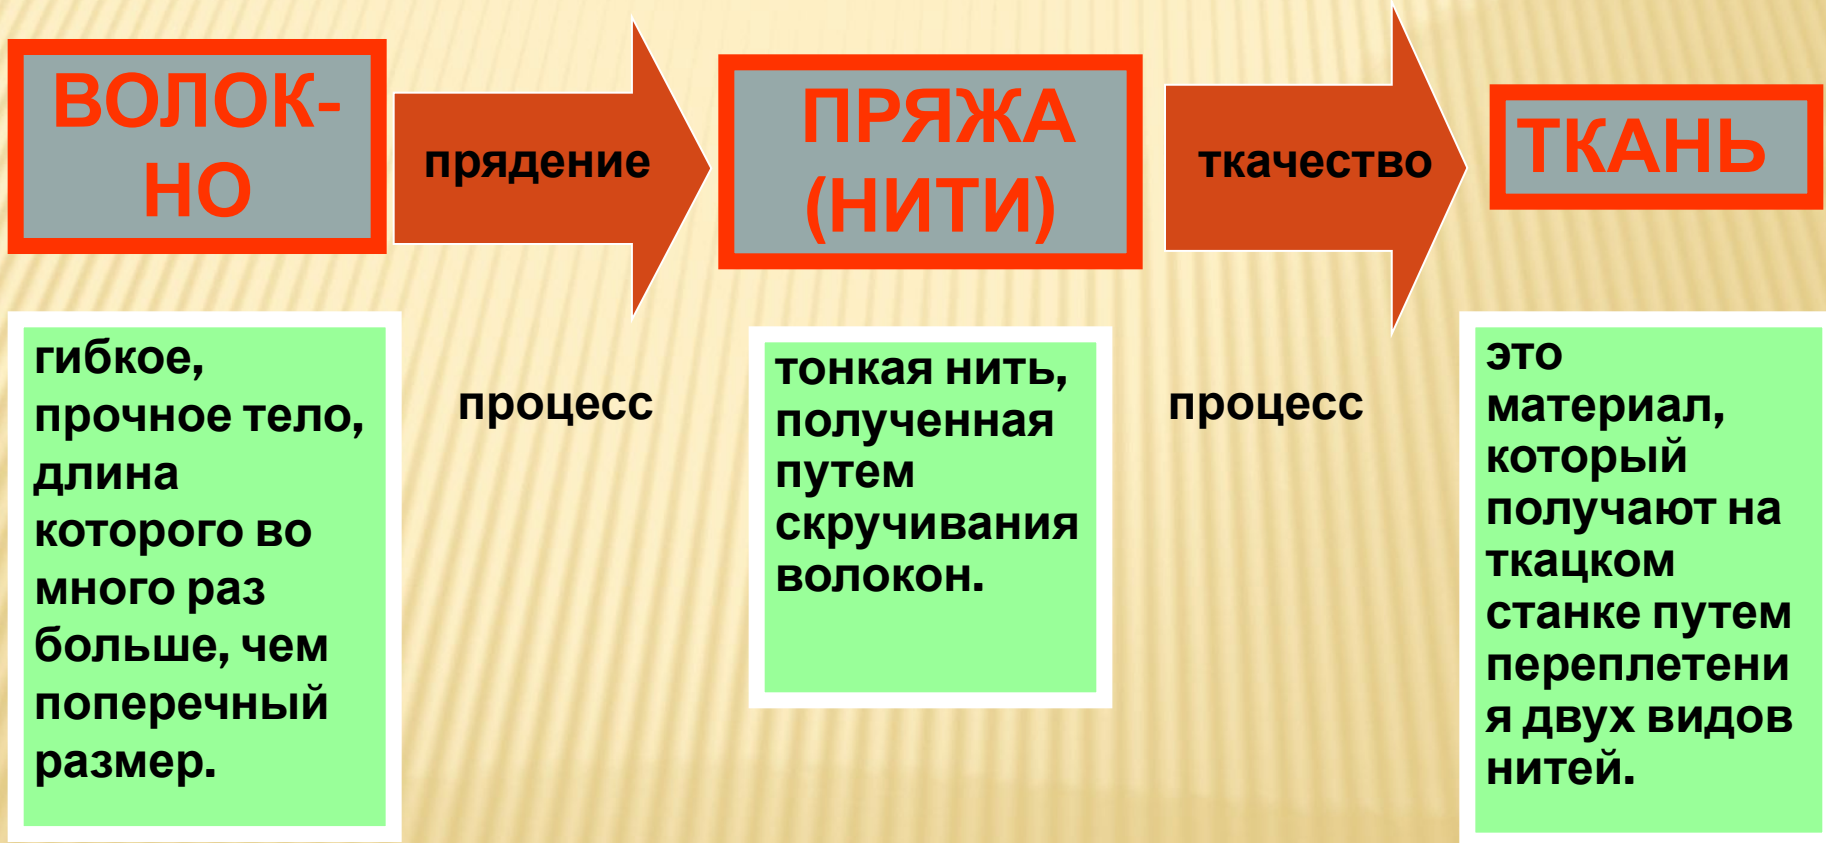 ВОЛОК-
НО
прядение
ПРЯЖА
(НИТИ)
ткачество
ТКАНЬ
гибкое,
прочное тело,
длина
которого во
много раз
больше, чем
поперечный
размер.
процесс
тонкая нить,
полученная
путем
скручивания
волокон.
процесс
это
материал,
который
получают на
ткацком
станке путем
переплетени
я двух видов
нитей.